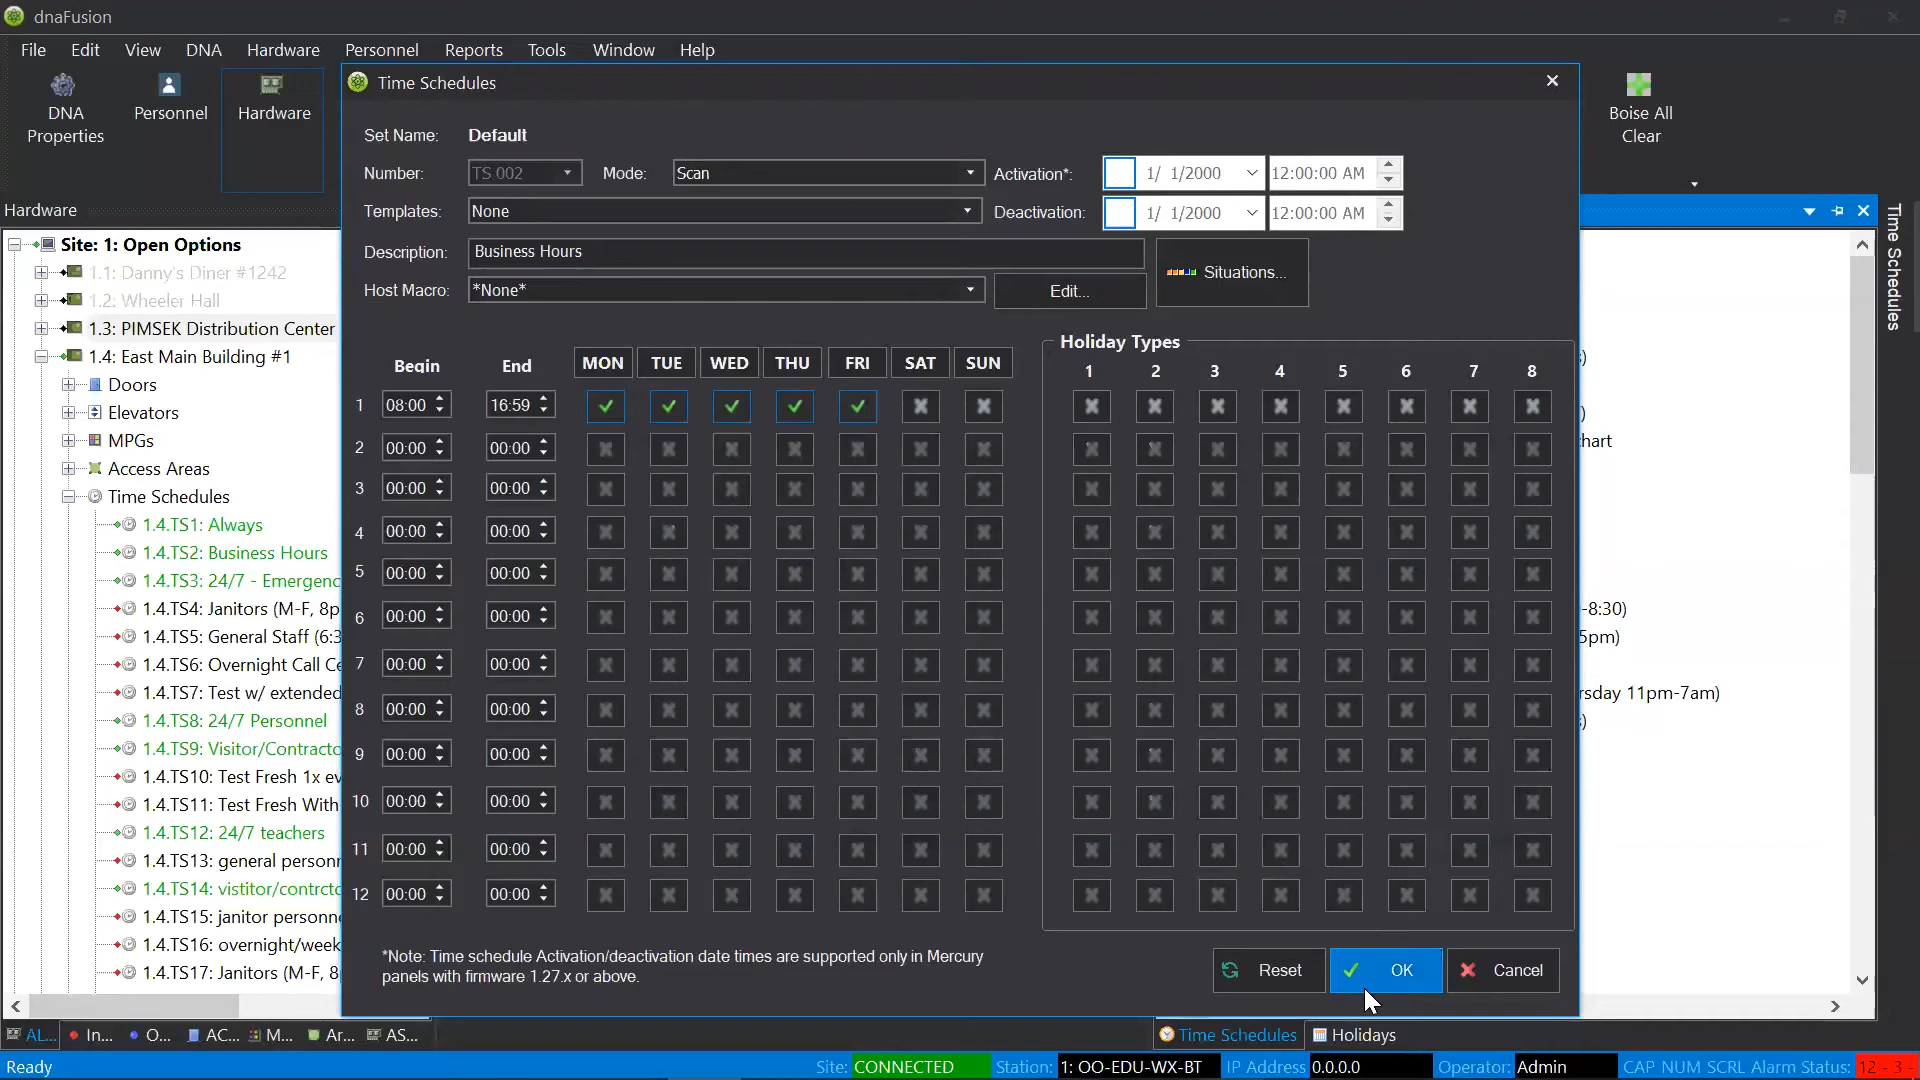 dnaFusion
File Edit View DNA Hardware Personnel Reports Tools Window Help
DNA Properties
Personnel
Hardware
Boise All Clear
Time Schedules
Set Name: Default
Number: TS 002 Mode: Scan Activation*: 1/ 1/2000 12:00:00 AM
Templates: None Deactivation: 1/ 1/2000 12:00:00 AM
Description: Business Hours Situations...
Host Macro: *None* Edit...
Begin End MON TUE WED THU FRI SAT SUN
Holiday Types
1 2 3 4 5 6 7 8
1 08:00 16:59
2 00:00 00:00
3 00:00 00:00
4 00:00 00:00
5 00:00 00:00
6 00:00 00:00
7 00:00 00:00
8 00:00 00:00
9 00:00 00:00
10 00:00 00:00
11 00:00 00:00
12 00:00 00:00
*Note: Time schedule Activation/deactivation date times are supported only in Mercury
panels with firmware 1.27.x or above.
Reset OK Cancel
Hardware
Site: 1: Open Options
1.1: Danny's Diner #1242
1.2: Wheeler Hall
1.3: PIMSEK Distribution Center
1.4: East Main Building #1
Doors
Elevators
MPGs
Access Areas
Time Schedules
1.4.TS1: Always
1.4.TS2: Business Hours
1.4.TS3: 24/7 - Emergenc
1.4.TS4: Janitors (M-F, 8p
1.4.TS5: General Staff (6:3
1.4.TS6: Overnight Call Ce
1.4.TS7: Test w/ extended
1.4.TS8: 24/7 Personnel
1.4.TS9: Visitor/Contracto
1.4.TS10: Test Fresh 1x ev
1.4.TS11: Test Fresh With
1.4.TS12: 24/7 teachers
1.4.TS13: general personn
1.4.TS14: vistitor/contrcto
1.4.TS15: janitor personne
1.4.TS16: overnight/week
1.4.TS17: Janitors (M-F, 8p
Time Schedules
)
)
hart
-8:30)
5pm)
rsday 11pm-7am)
)
AL... In... O... AC... M... Ar... AS...
Time Schedules Holidays
Ready Site: CONNECTED Station: 1: OO-EDU-WX-BT IP Address 0.0.0.0 Operator: Admin CAP NUM SCRL Alarm Status: 12 - 3 -